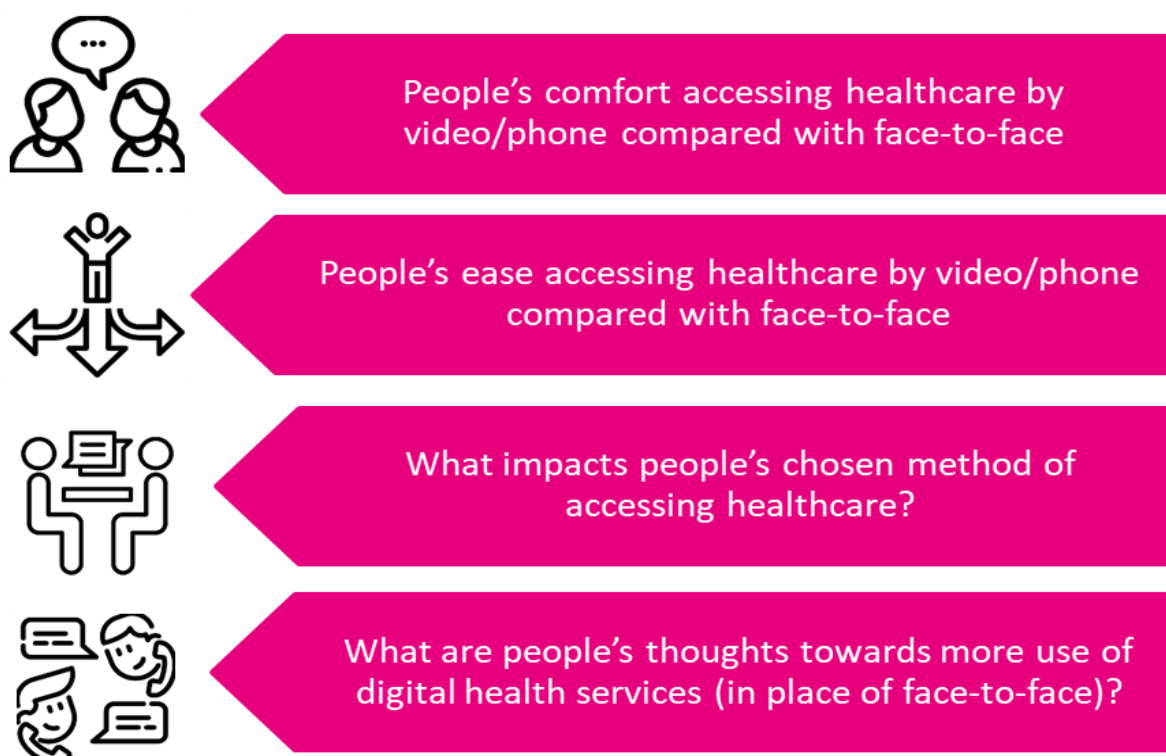 People’s comfort accessing healthcare by
video/phone compared with face-to-face
People’s ease accessing healthcare by video/phone
compared with face-to-face
What impacts people’s chosen method of
accessing healthcare?
What are people’s thoughts towards more use of
digital health services (in place of face-to-face)?